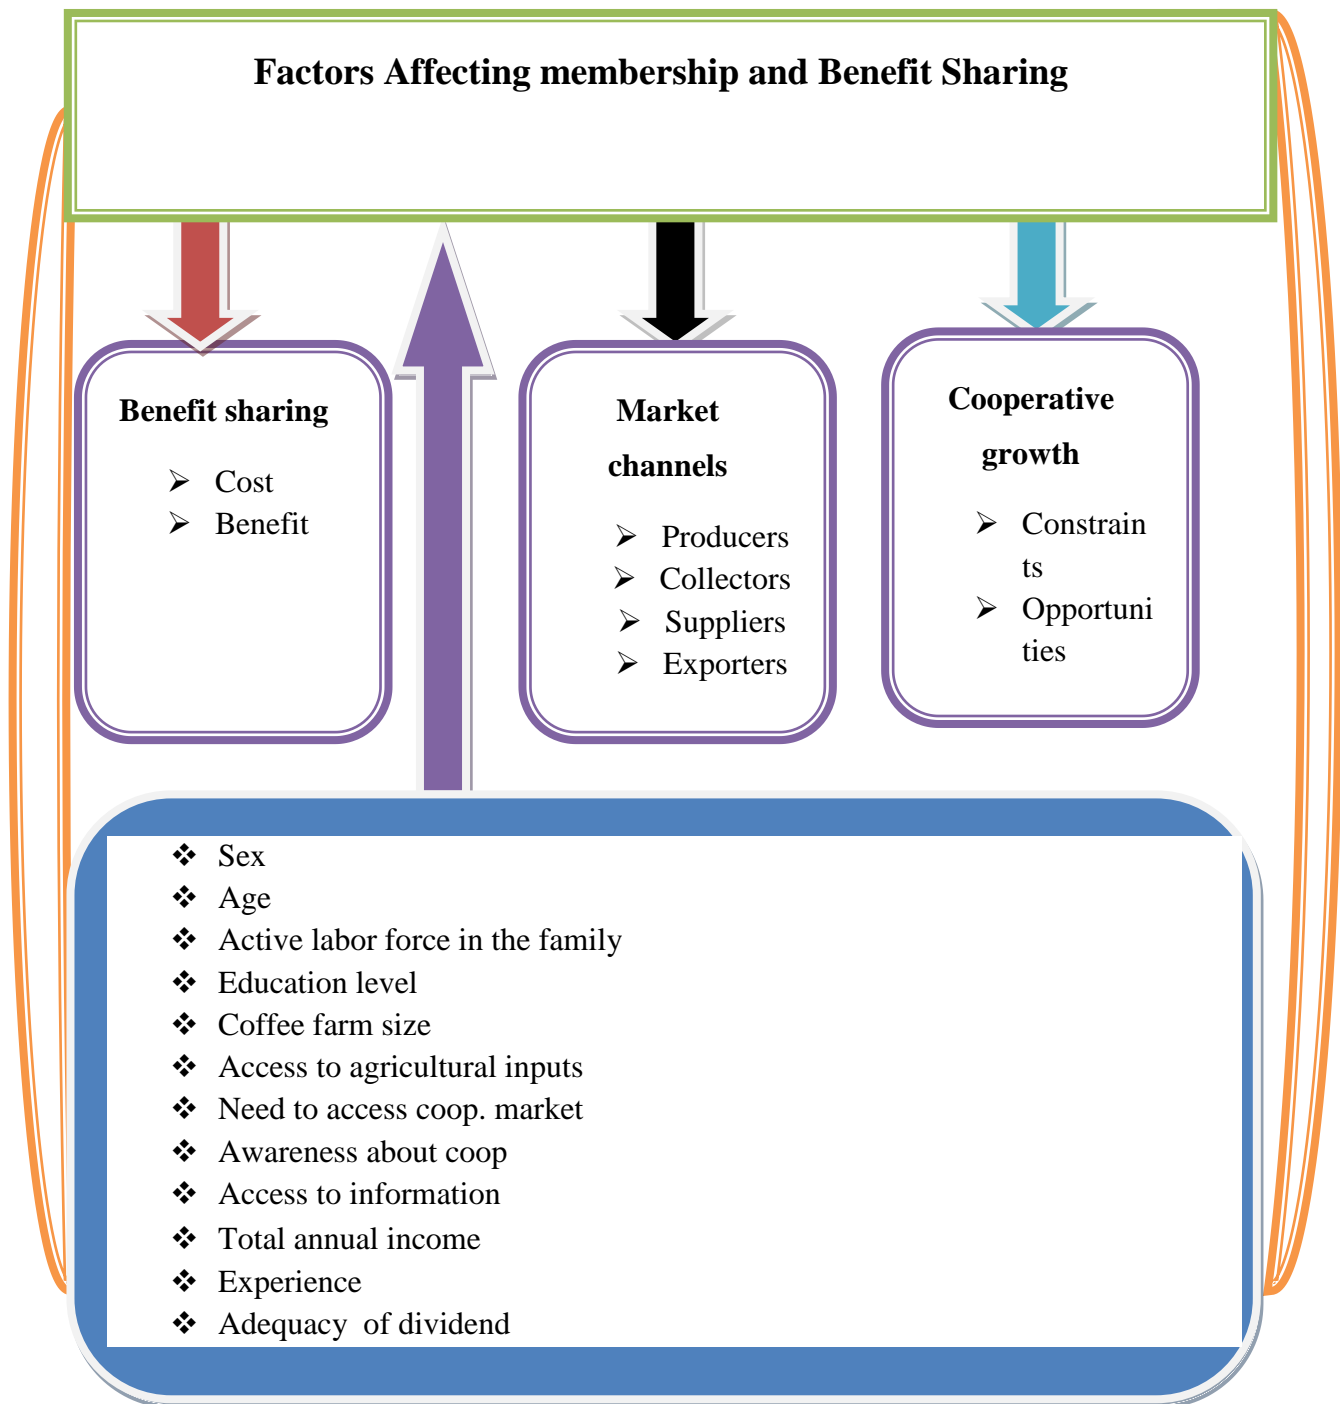 Factors Affecting membership and Benefit Sharing
Benefit sharing
➢ Cost
➢ Benefit
Market
channels
➢ Producers
➢ Collectors
➢ Suppliers
➢ Exporters
Cooperative
growth
➢ Constrain
ts
➢ Opportuni
ties
❖ Sex
❖ Age
❖ Active labor force in the family
❖ Education level
❖ Coffee farm size
❖ Access to agricultural inputs
❖ Need to access coop. market
❖ Awareness about coop
❖ Access to information
❖ Total annual income
❖ Experience
❖ Adequacy  of dividend